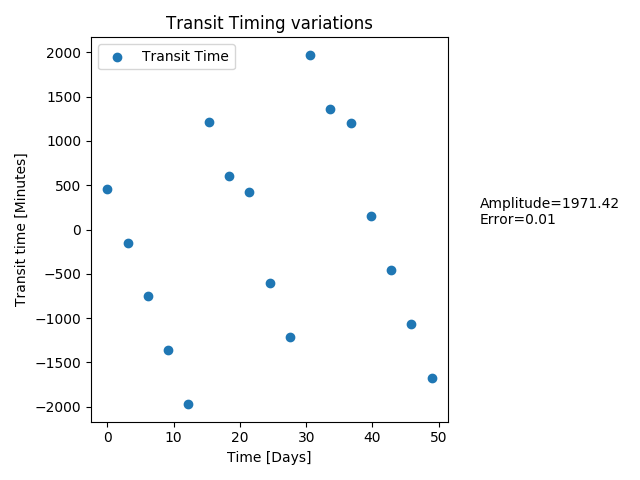 Transit Timing variations
Transit Time
2000
1500
1000
500
0
−500
−1000
−1500
−2000
Transit time [Minutes]
0
10
20
30
40
50
Time [Days]
Amplitude=1971.42
Error=0.01